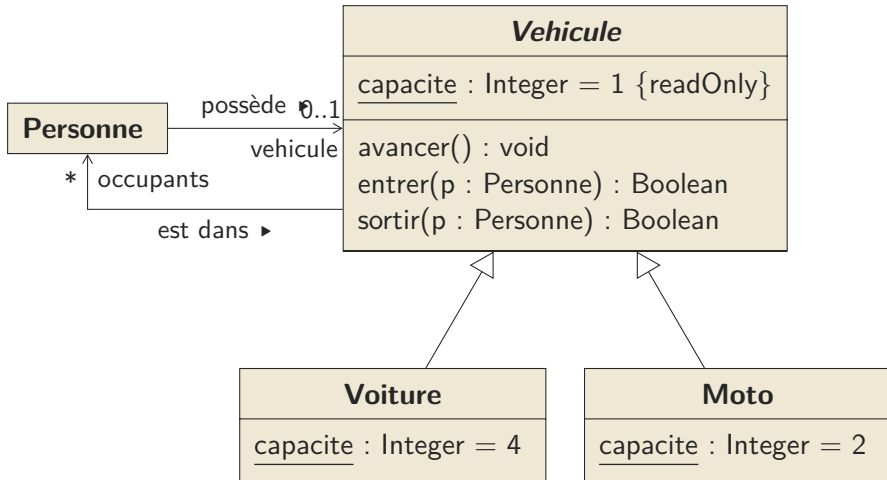 Vehicule
capacite : Integer = 1 {readOnly}
possède ▸ 0..1
Personne
vehicule
avancer() : void
* occupants
entrer(p : Personne) : Boolean
sortir(p : Personne) : Boolean
est dans ▸
Voiture
capacite : Integer = 4
Moto
capacite : Integer = 2